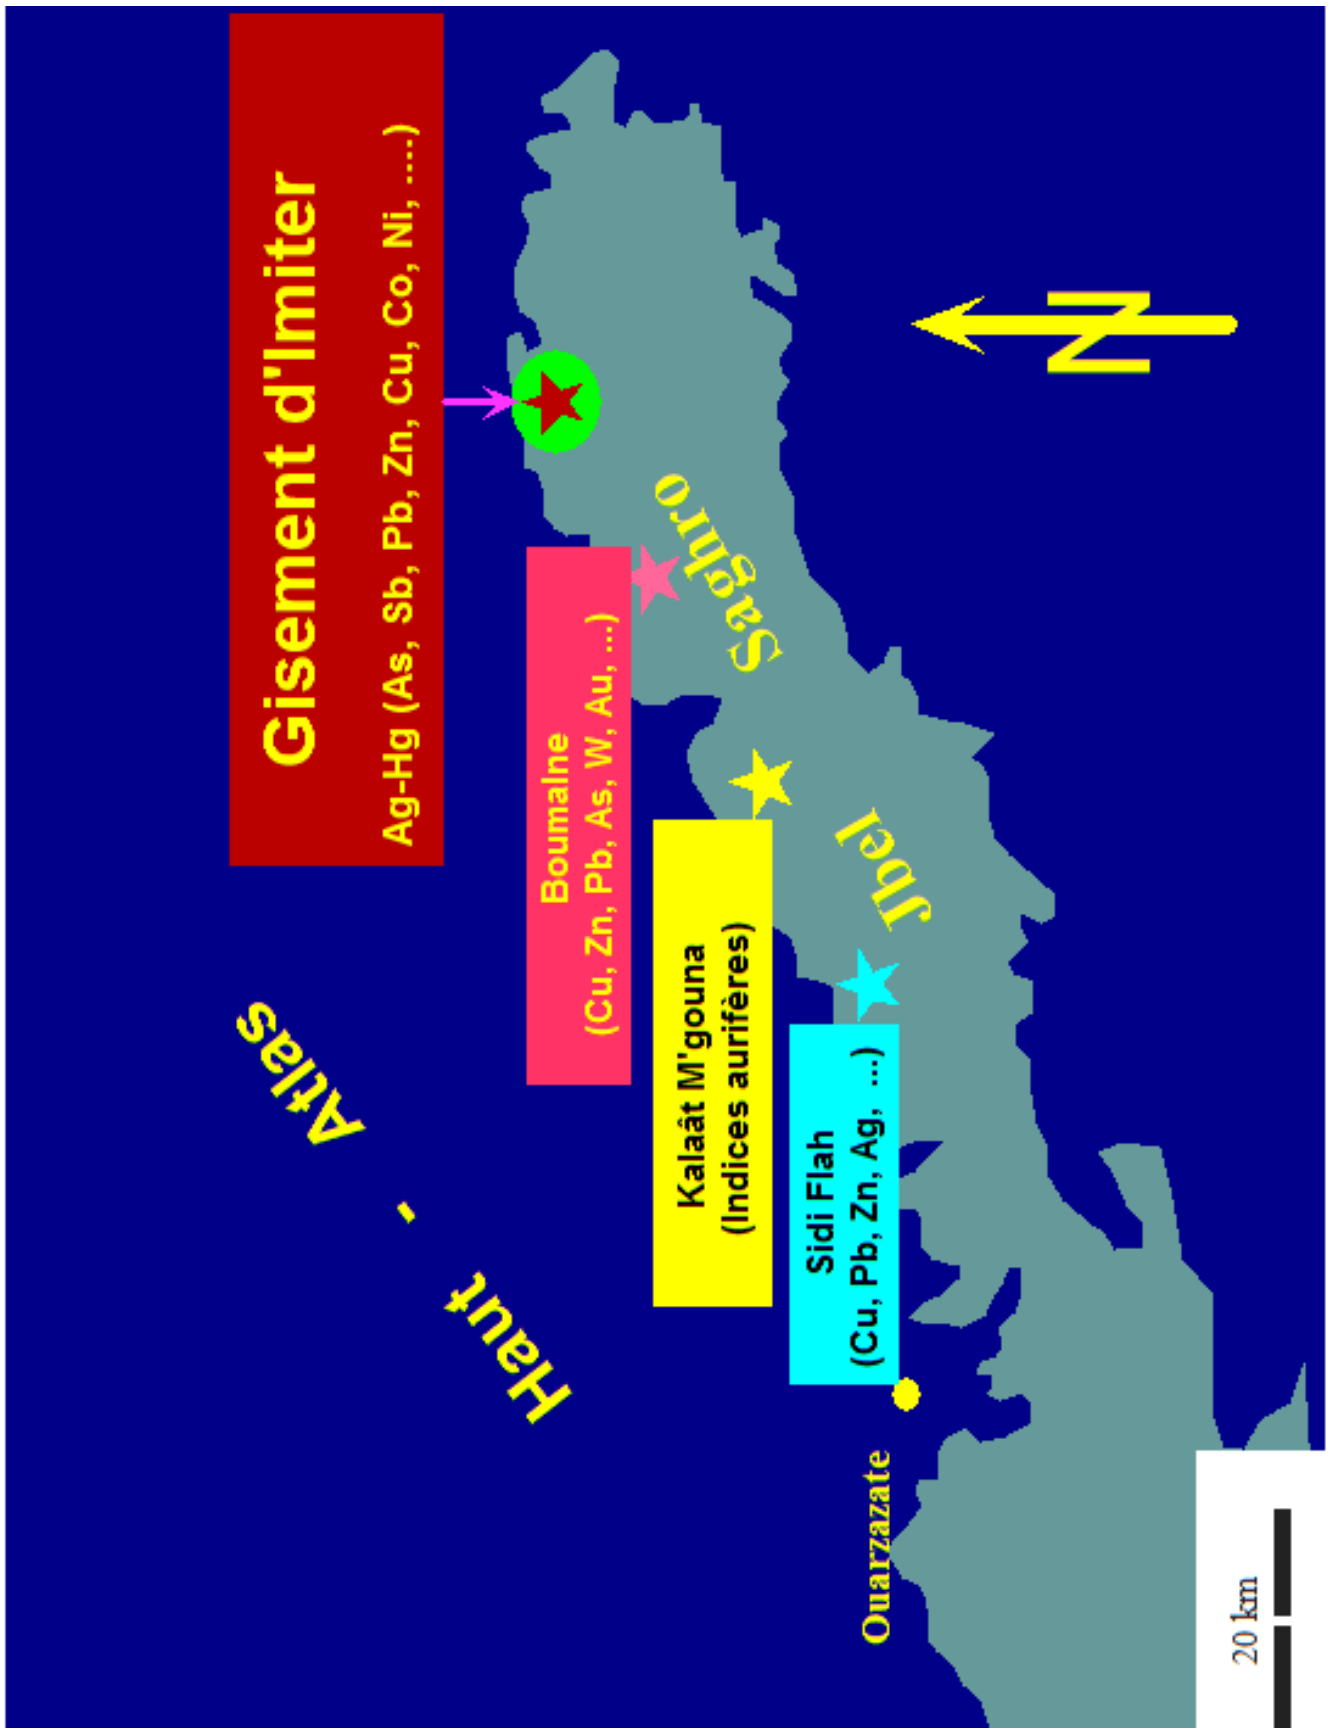 Gisement d'Imiter
Ag-Hg (As, Sb, Pb, Zn, Cu, Co, Ni, ....)
Haut - Atlas
Boumalne
(Cu, Zn, Pb, As, W, Au, ...)
Kalaât M'gouna
(Indices aurifères)
Sidi Flah
(Cu, Pb, Zn, Ag, ...)
Jbel Saghro
Ouarzazate
N
20 km